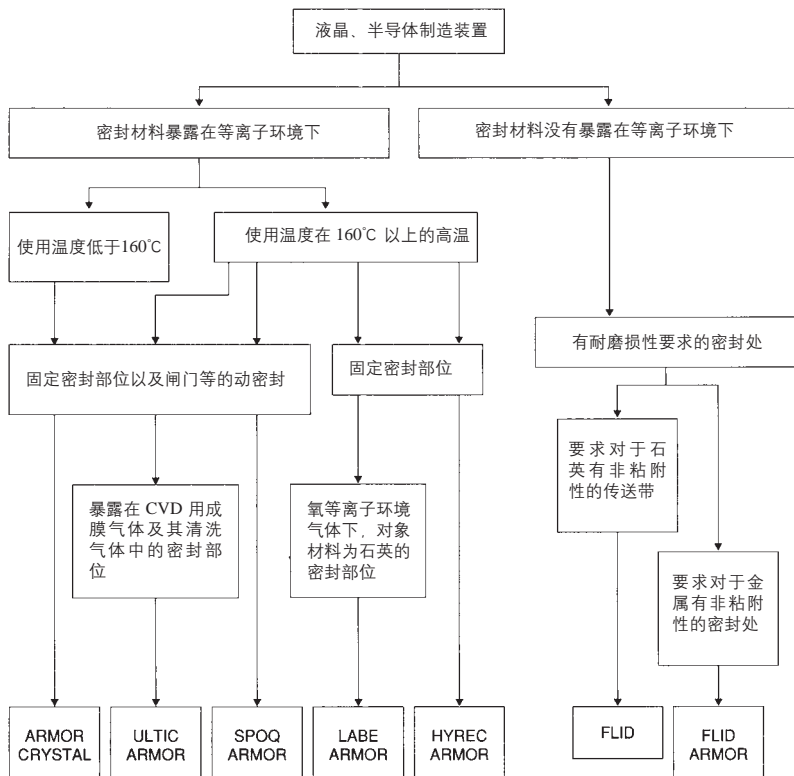 液晶、半导体制造装置
密封材料暴露在等离子环境下
密封材料没有暴露在等离子环境下
使用温度低于160℃
使用温度在 160℃ 以上的高温
固定密封部位以及闸门等的动密封
固定密封部位
有耐磨损性要求的密封处
暴露在 CVD 用成
膜气体及其清洗
气体中的密封部
位
氧等离子环境
气体下，对象
材料为石英的
密封部位
要求对于石
英有非粘附
性的传送带
要求对于金
属有非粘附
性的密封处
ARMOR
CRYSTAL
ULTIC
ARMOR
SPOQ
ARMOR
LABE
ARMOR
HYREC
ARMOR
FLID
FLID
ARMOR